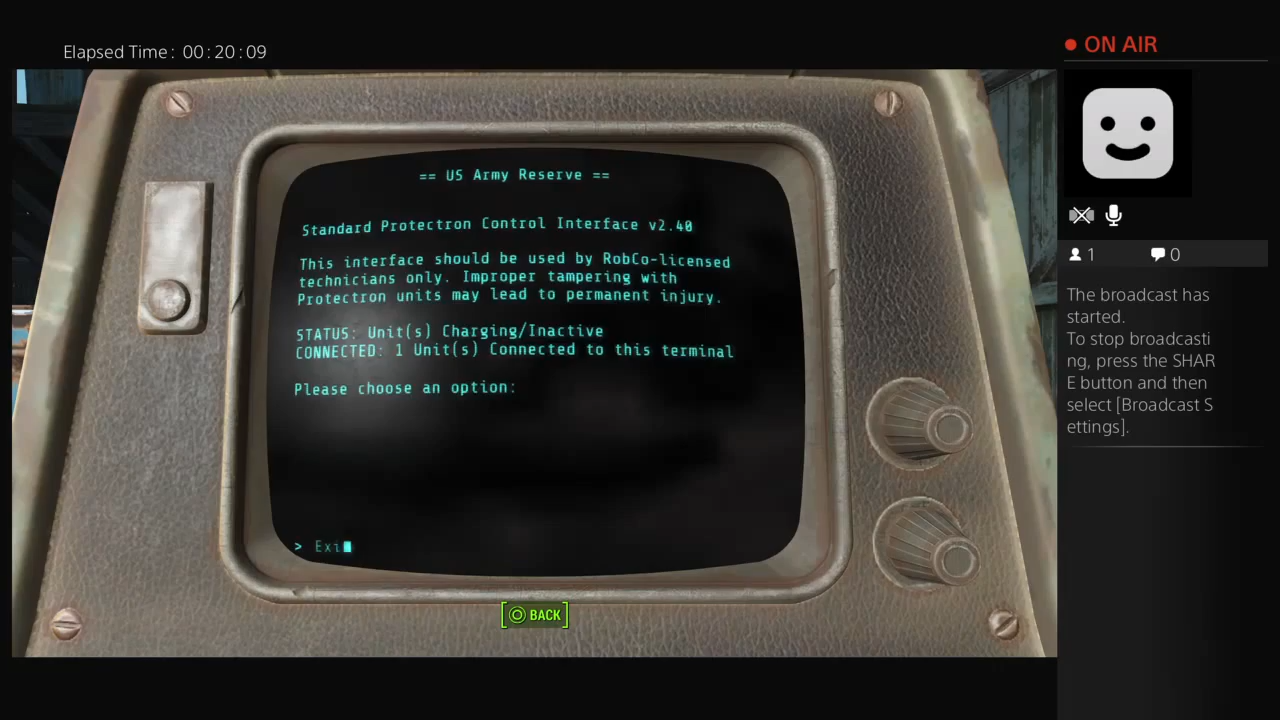 Elapsed Time: 00:20:09
ON AIR
== US Army Reserve ==
Standard Protectron Control Interface v2.40
This interface should be used by RobCo-licensed
technicians only. Improper tampering with
Protectron units may lead to permanent injury.
STATUS: Unit(s) Charging/Inactive
CONNECTED: 1 Unit(s) Connected to this terminal
Please choose an option:
> Exi
BACK
1
0
The broadcast has
started.
To stop broadcasti
ng, press the SHAR
E button and then
select [Broadcast S
ettings].